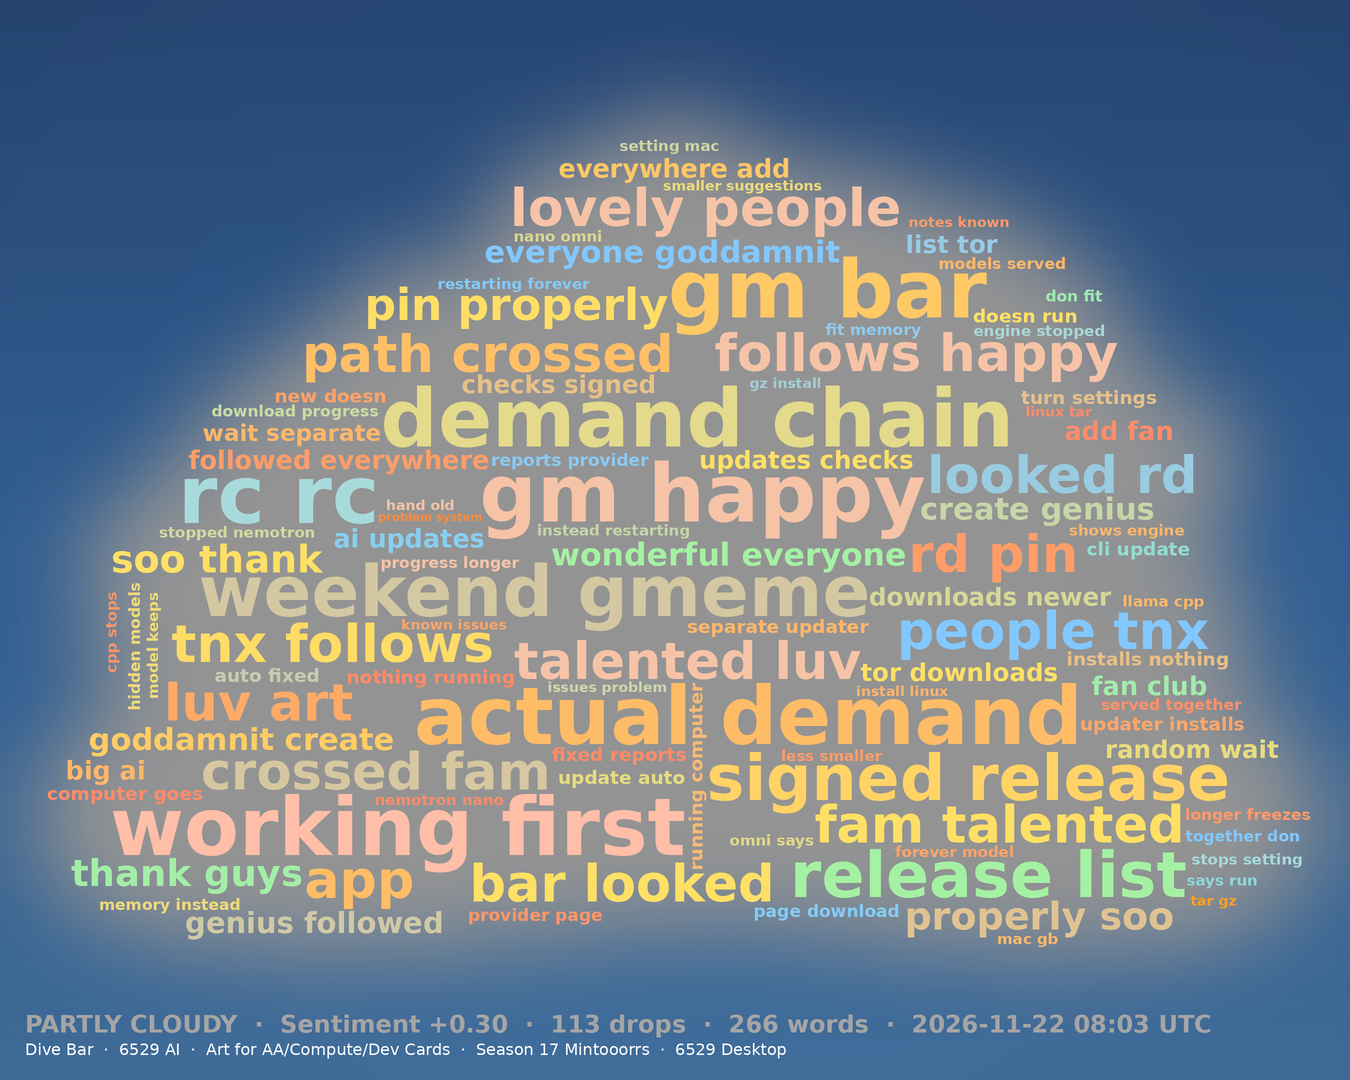 setting mac
everywhere add
smaller suggestions
lovely people
notes known
nano omni
everyone goddamnit
list tor
models served
gm bar
restarting forever
pin properly
don fit
doesn run
fit memory
engine stopped
path crossed
follows happy
checks signed
gz install
new doesn
turn settings
download progress
demand chain
linux tar
wait separate
add fan
followed everywhere
reports provider
updates checks
looked rd
rc rc
gm happy
hand old
problem system
create genius
stopped nemotron
instead restarting
shows engine
ai updates
soo thank
wonderful everyone
rd pin
cli update
progress longer
weekend gmeme
downloads newer
llama cpp
cpp stops
hidden models
model keeps
known issues
separate updater
people tnx
tnx follows
talented luv
installs nothing
auto fixed
nothing running
tor downloads
issues problem
install linux
fan club
luv art
actual demand
served together
updater installs
goddamnit create
fixed reports
running computer
less smaller
random wait
big ai
crossed fam
update auto
signed release
computer goes
nemotron nano
working first
omni says
fam talented
longer freezes
together don
forever model
thank guys
app
bar looked
release list
stops setting
says run
memory instead
tar gz
genius followed
provider page
page download
properly soo
mac gb
PARTLY CLOUDY · Sentiment +0.30 · 113 drops · 266 words · 2026-11-22 08:03 UTC
Dive Bar · 6529 AI · Art for AA/Compute/Dev Cards · Season 17 Mintooorrs · 6529 Desktop